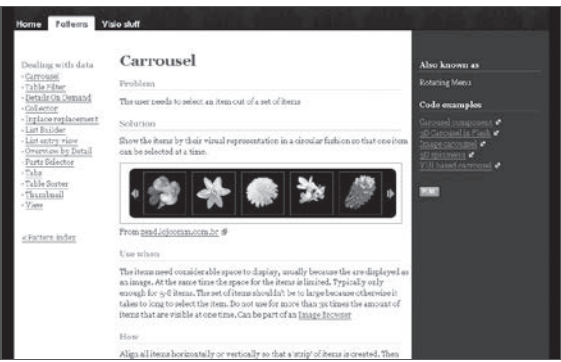 Home Patterns Visio stuff
Dealing with data
- Carrousel
- Table Filter
- Details On Demand
- Collector
- Inplace replacement
- List Builder
- List entry view
- Overview by Detail
- Parts Selector
- Tabs
- Table Sorter
- Thumbnail
- View
< Pattern index
Carrousel
Problem
The user needs to select an item out of a set of items
Solution
Show the items by their visual representation in a circular fashion so that one item
can be selected at a time.
From
Use when
The items need considerable space to display, usually because the are displayed as
an image. At the same time the space for the items is limited. Typically only
enough for 5-8 items. The set of items shouldn't be to large because otherwise it
takes to long to select the item. Do not use for more than 3x times the amount of
items that are visible at one time. Can be part of an Image Browser
How
Align all items horizontally or vertically so that a 'strip' of items is created. Then
Also known as
Rotating Menu
Code examples
Carousel component
3D Carousel in Flash
Image carousel
YUI based carrousel